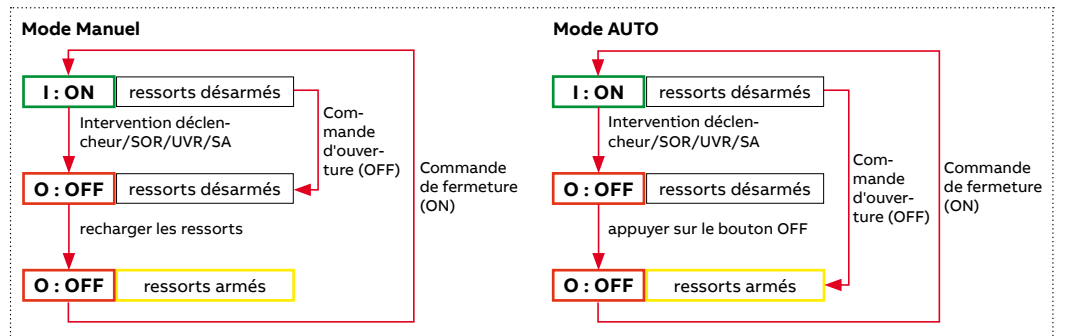 Mode Manuel
I : ON
ressorts désarmés
Intervention déclen-
cheur/SOR/UVR/SA
Com-
mande
d'ouver-
ture (OFF)
O : OFF
ressorts désarmés
Commande
de fermeture
(ON)
recharger les ressorts
O : OFF
ressorts armés
Mode AUTO
I : ON
ressorts désarmés
Intervention déclen-
cheur/SOR/UVR/SA
Com-
mande
d'ouver-
ture (OFF)
O : OFF
ressorts désarmés
Commande
de fermeture
(ON)
appuyer sur le bouton OFF
O : OFF
ressorts armés